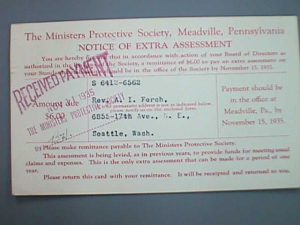 The Ministers Protective Society, Meadville, Pennsylvania
NOTICE OF EXTRA ASSESSMENT
You are hereby that in accordance with action of your Board of Directors as
authorized in the a remittance of $6.00 to pay an extra assessment
on your should be in the office of the Society by November 15, 1935.
RECEIVED PAYMENT
1935
THE MINISTERS PROTECTIVE
S 6412-6562
Amount due
$6.00
Rev. A. I. Ferch,
6855-17th Ave., N. E.,
Seattle, Wash.
Payment should
be in the office
at
Meadville, Pa., by
November 15, 1935.
Please make remittance payable to The Ministers Protective Society.
This assessment is being levied, as in previous years, to provide funds for meeting usual
claims and expenses. This is the only extra assessment that can be made for a period of one
year.
Please return this card with your remittance. It will be receipted and returned to you.